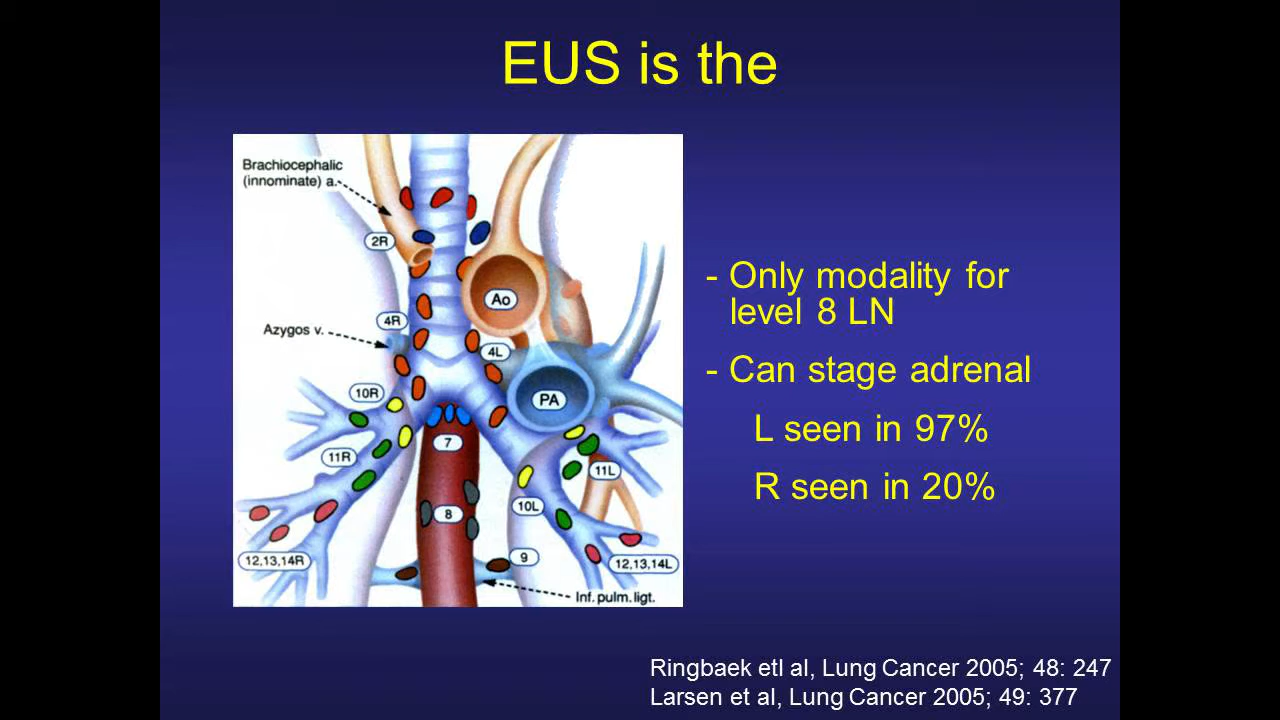 EUS is the
Brachiocephalic
(innominate) a.
2R
Ao
4R
Azygos v.
4L
10R
PA
7
11R
11L
8
10L
9
12,13,14R
12,13,14L
Inf. pulm. ligt.
- Only modality for
level 8 LN
- Can stage adrenal
L seen in 97%
R seen in 20%
Ringbaek etl al, Lung Cancer 2005; 48: 247
Larsen et al, Lung Cancer 2005; 49: 377